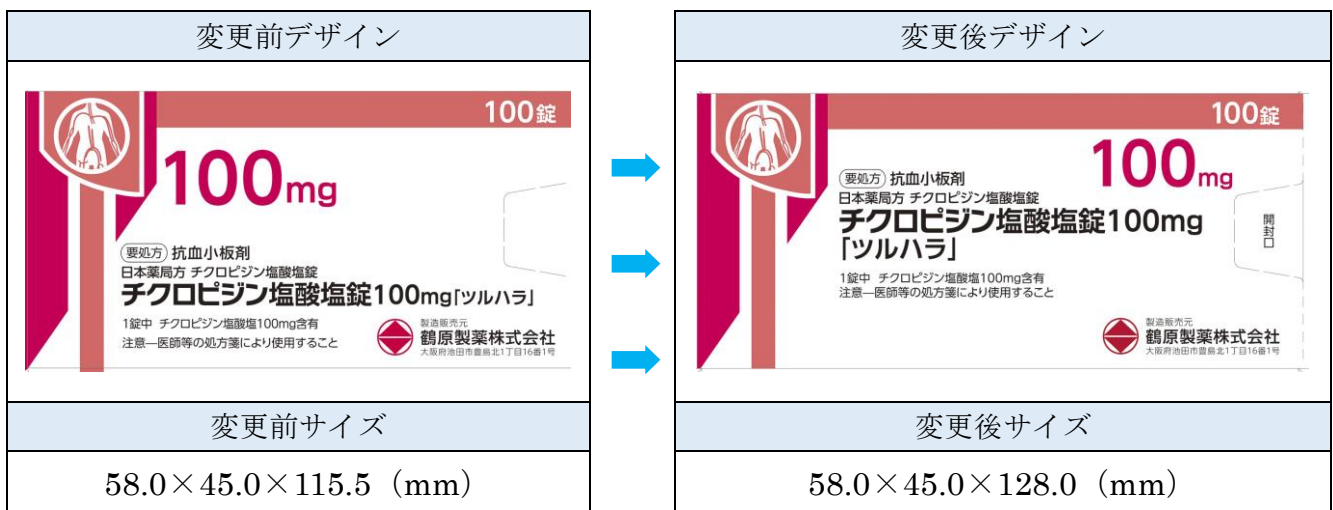 変更前デザイン
100錠
100mg
要処方 抗血小板剤
日本薬局方 チクロピジン塩酸塩錠
チクロピジン塩酸塩錠100mg「ツルハラ」
1錠中 チクロピジン塩酸塩100mg含有
注意―医師等の処方箋により使用すること
製造販売元
鶴原製薬株式会社
大阪府池田市豊島北1丁目16番1号
変更前サイズ
58.0×45.0×115.5（mm）
変更後デザイン
100錠
100mg
要処方 抗血小板剤
日本薬局方 チクロピジン塩酸塩錠
チクロピジン塩酸塩錠100mg
「ツルハラ」
開封口
1錠中 チクロピジン塩酸塩100mg含有
注意―医師等の処方箋により使用すること
製造販売元
鶴原製薬株式会社
大阪府池田市豊島北1丁目16番1号
変更後サイズ
58.0×45.0×128.0（mm）